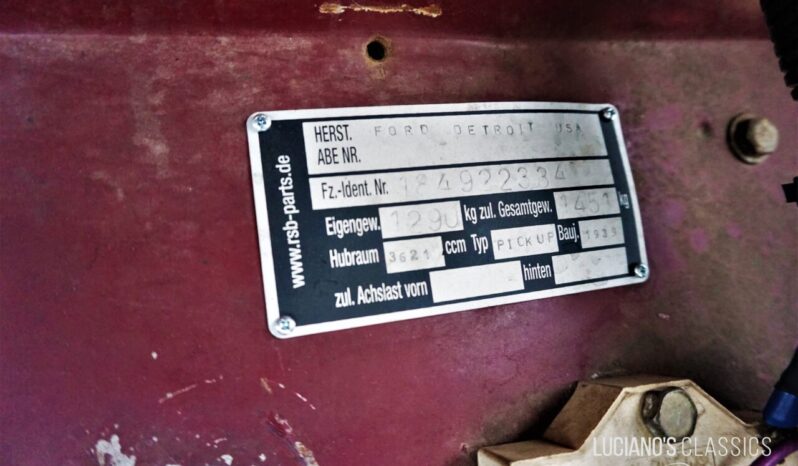 www.rsb-parts.de
HERST. FORD DETROIT USA
ABE NR.
Fz.-Ident. Nr. 184922334
Eigengew. 1290 kg zul. Gesamtgew. 1451 kg
Hubraum 3621 ccm Typ PICKUP Bauj. 1939
zul. Achslast vorn hinten
LUCIANO'S CLASSICS